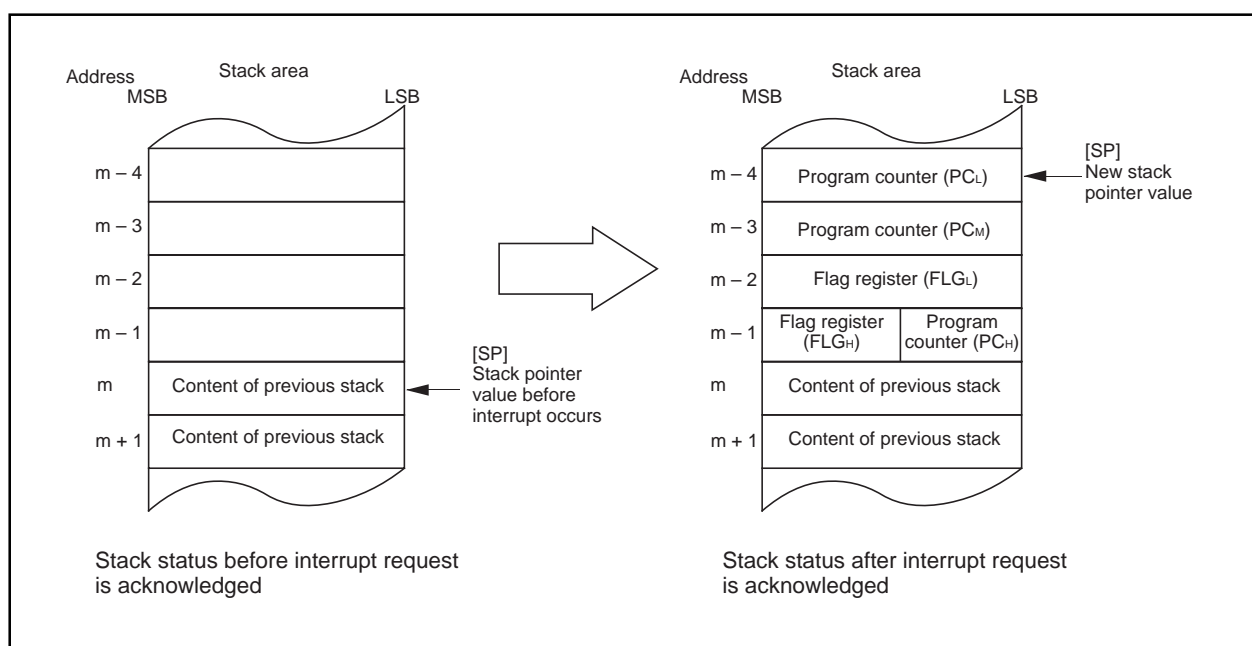 Stack area
Address
MSB LSB
m – 4
m – 3
m – 2
m – 1
m Content of previous stack
m + 1 Content of previous stack
[SP]
Stack pointer
value before
interrupt occurs
Stack status before interrupt request
is acknowledged
Stack area
Address
MSB LSB
m – 4 Program counter (PCL)
m – 3 Program counter (PCM)
m – 2 Flag register (FLGL)
m – 1 Flag register (FLGH) Program counter (PCH)
m Content of previous stack
m + 1 Content of previous stack
[SP]
New stack
pointer value
Stack status after interrupt request
is acknowledged